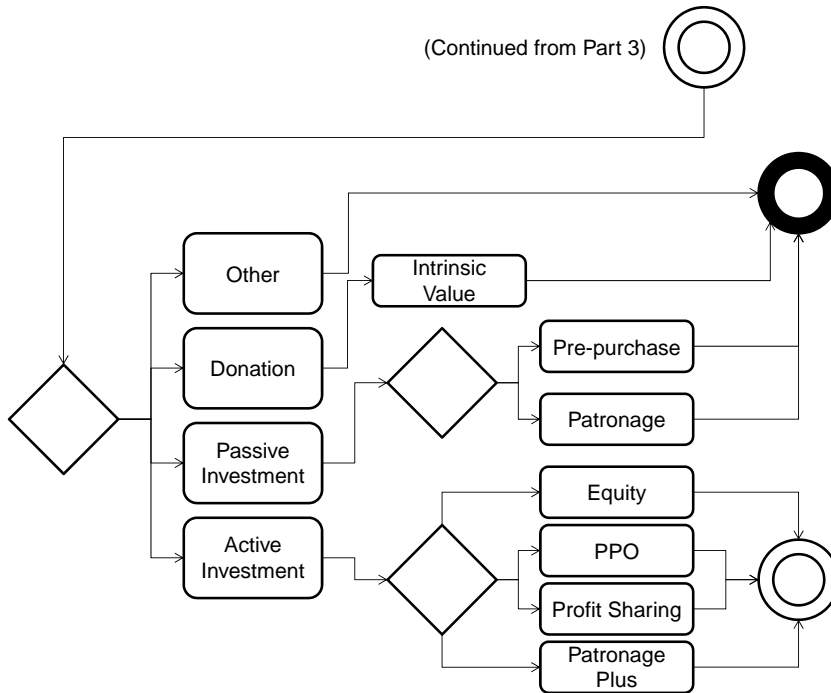 (Continued from Part 3)
Other
Intrinsic
Value
Donation
Pre-purchase
Patronage
Passive
Investment
Equity
Active
Investment
PPO
Profit Sharing
Patronage
Plus